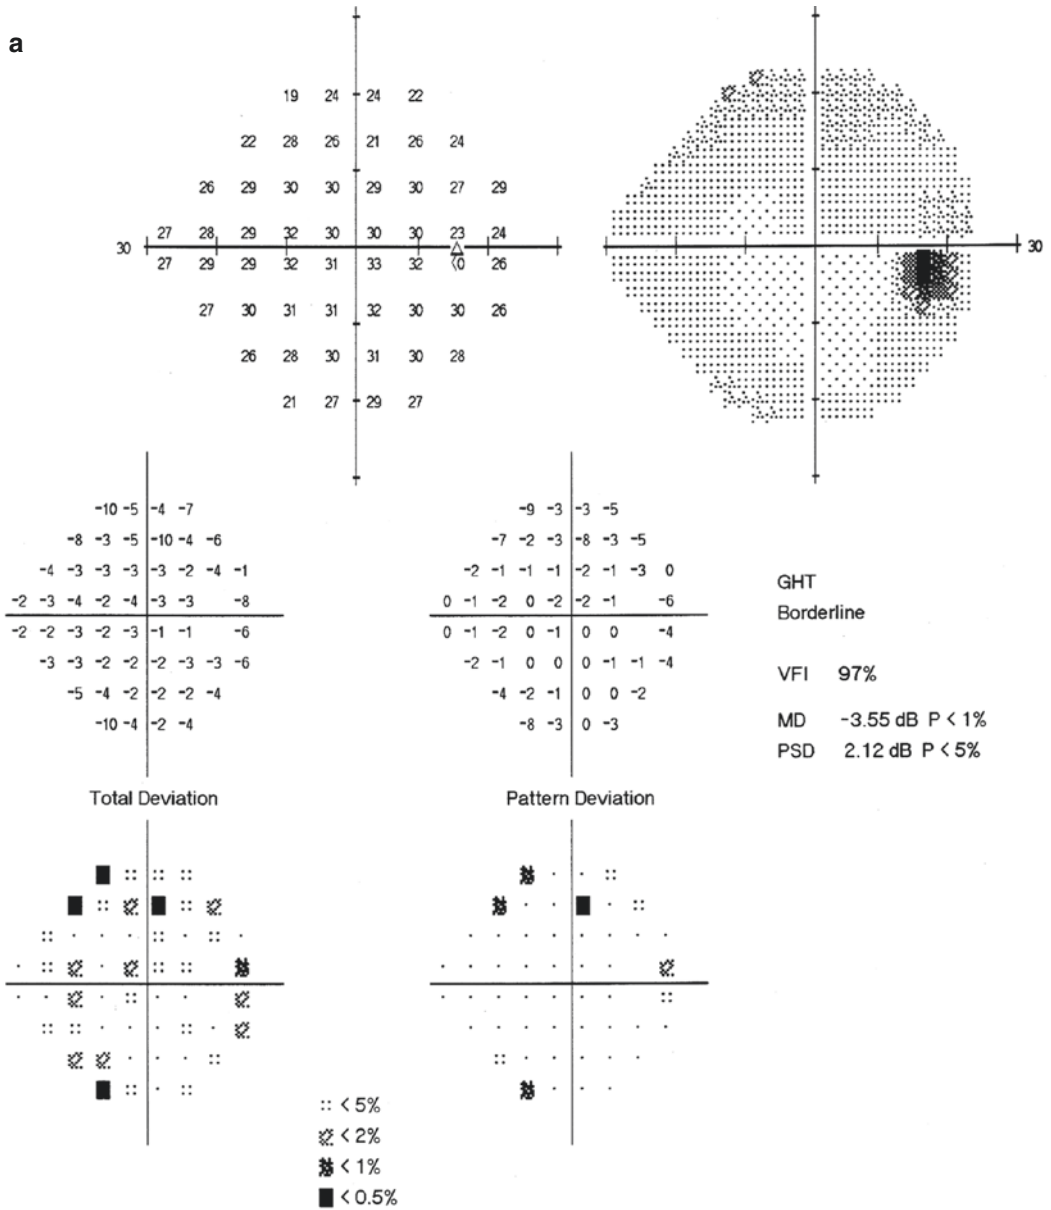 a
19 24 24 22
22 28 26 21 26 24
26 29 30 30 29 30 27 29
27 28 29 32 30 30 30 23 24
30 30
27 29 29 32 31 33 32 <0 26
27 30 31 31 32 30 30 26
26 28 30 31 30 28
21 27 29 27
-10 -5 -4 -7
-8 -3 -5 -10 -4 -6
-4 -3 -3 -3 -3 -2 -4 -1
-2 -3 -4 -2 -4 -3 -3 -8
-2 -2 -3 -2 -3 -1 -1 -6
-3 -3 -2 -2 -2 -3 -3 -6
-5 -4 -2 -2 -2 -4
-10 -4 -2 -4
Total Deviation
-9 -3 -3 -5
-7 -2 -3 -8 -3 -5
-2 -1 -1 -1 -2 -1 -3 0
0 -1 -2 0 -2 -2 -1 -6
0 -1 -2 0 -1 0 0 -4
-2 -1 0 0 0 -1 -1 -4
-4 -2 -1 0 0 -2
-8 -3 0 -3
Pattern Deviation
GHT
Borderline
VFI 97%
MD -3.55 dB P < 1%
PSD 2.12 dB P < 5%
:: < 5%
< 2%
< 1%
< 0.5%